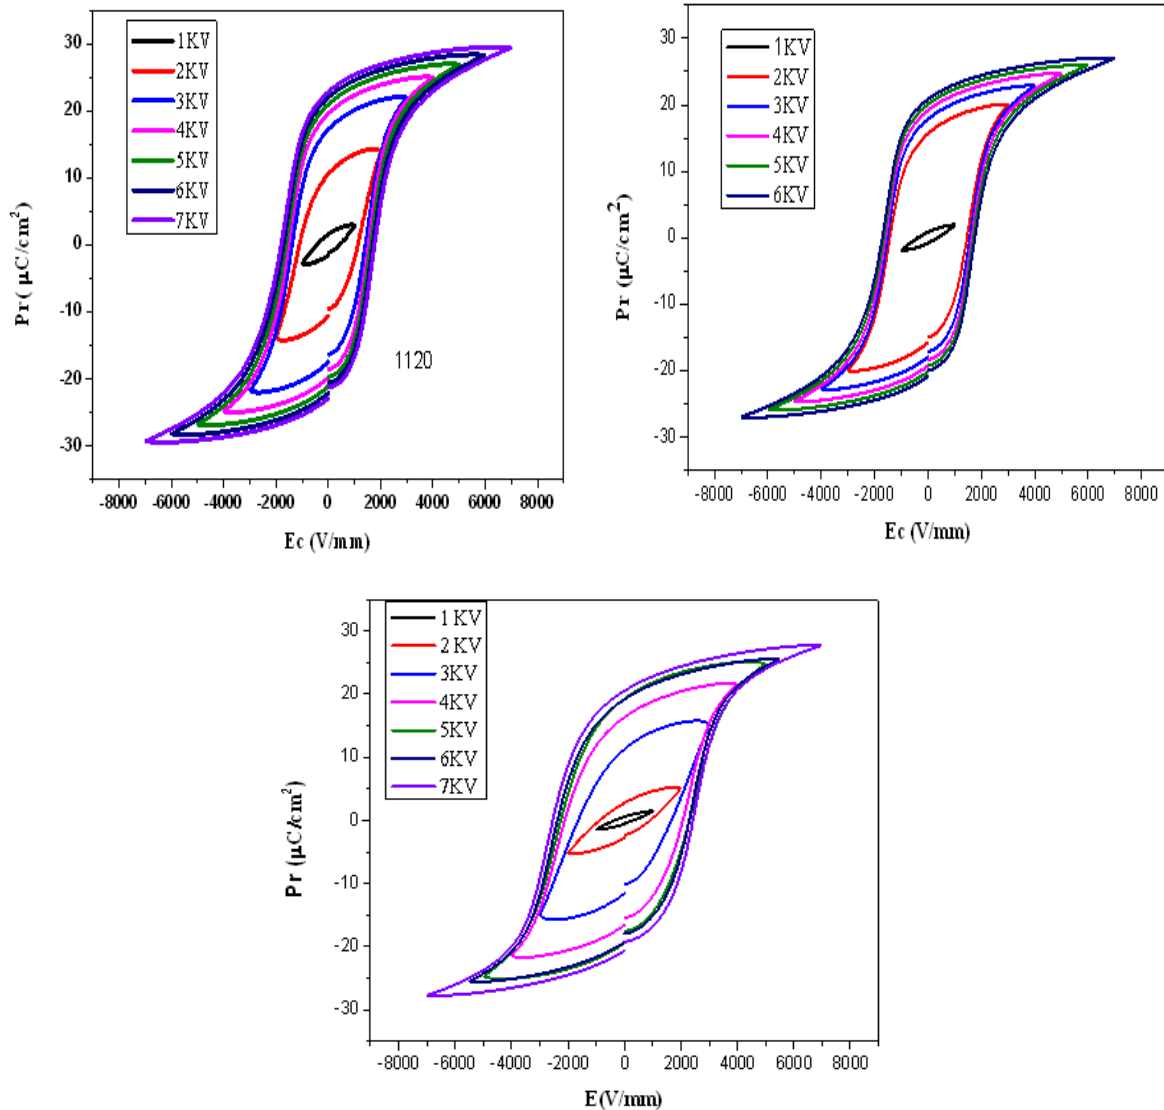 30
20
10
0
-10
-20
-30
Pr ( μC/cm²)
1KV
2KV
3KV
4KV
5KV
6KV
7KV
1120
-8000 -6000 -4000 -2000 0 2000 4000 6000 8000
Ec (V/mm)
30
20
10
0
-10
-20
-30
Pr (μC/cm²)
1KV
2KV
3KV
4KV
5KV
6KV
-8000 -6000 -4000 -2000 0 2000 4000 6000 8000
Ec (V/mm)
30
20
10
0
-10
-20
-30
Pr (μC/cm²)
1 KV
2 KV
3KV
4KV
5KV
6KV
7KV
-8000 -6000 -4000 -2000 0 2000 4000 6000 8000
E(V/mm)